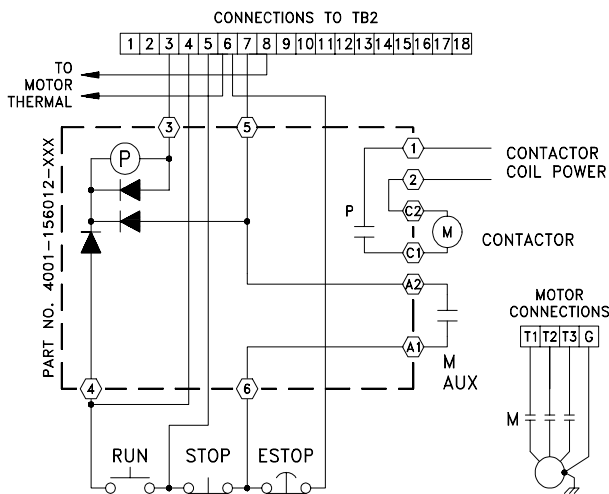 CONNECTIONS TO TB2
1 2 3 4 5 6 7 8 9 10 11 12 13 14 15 16 17 18
TO
MOTOR
THERMAL
3
5
P
PART NO. 4001-156012-XXX
1
2
C2
C1
P
M
CONTACTOR
COIL POWER
CONTACTOR
A2
A1
M
AUX
4
6
RUN
STOP
ESTOP
MOTOR
CONNECTIONS
T1 T2 T3 G
M